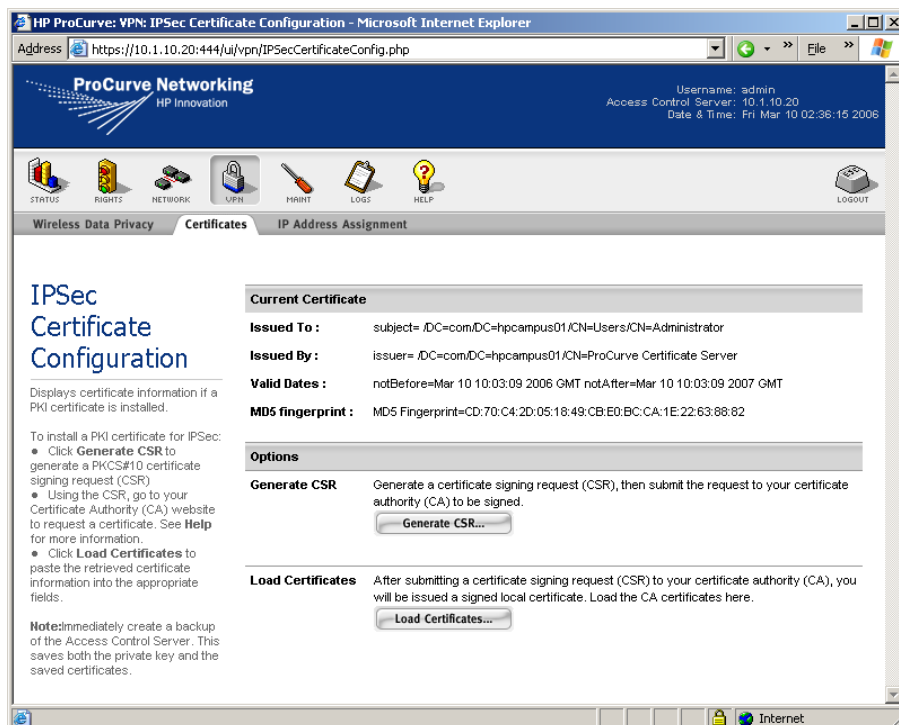 HP ProCurve: VPN: IPSec Certificate Configuration - Microsoft Internet Explorer
Address https://10.1.10.20:444/ui/vpn/IPSecCertificateConfig.php » File »
ProCurve Networking
HP Innovation
Username: admin
Access Control Server: 10.1.10.20
Date & Time: Fri Mar 10 02:36:15 2006
STATUS RIGHTS NETWORK VPN MAINT LOGS HELP LOGOUT
Wireless Data Privacy Certificates IP Address Assignment
IPSec
Certificate
Configuration
Displays certificate information if a
PKI certificate is installed.
To install a PKI certificate for IPSec:
● Click Generate CSR to
generate a PKCS#10 certificate
signing request (CSR)
● Using the CSR, go to your
Certificate Authority (CA) website
to request a certificate. See Help
for more information.
● Click Load Certificates to
paste the retrieved certificate
information into the appropriate
fields.
Note:Immediately create a backup
of the Access Control Server. This
saves both the private key and the
saved certificates.
Current Certificate
Issued To : subject= /DC=com/DC=hpcampus01/CN=Users/CN=Administrator
Issued By : issuer= /DC=com/DC=hpcampus01/CN=ProCurve Certificate Server
Valid Dates : notBefore=Mar 10 10:03:09 2006 GMT notAfter=Mar 10 10:03:09 2007 GMT
MD5 fingerprint : MD5 Fingerprint=CD:70:C4:2D:05:18:49:CB:E0:BC:CA:1E:22:63:88:82
Options
Generate CSR Generate a certificate signing request (CSR), then submit the request to your certificate
authority (CA) to be signed.
Generate CSR...
Load Certificates After submitting a certificate signing request (CSR) to your certificate authority (CA), you
will be issued a signed local certificate. Load the CA certificates here.
Load Certificates...
Internet